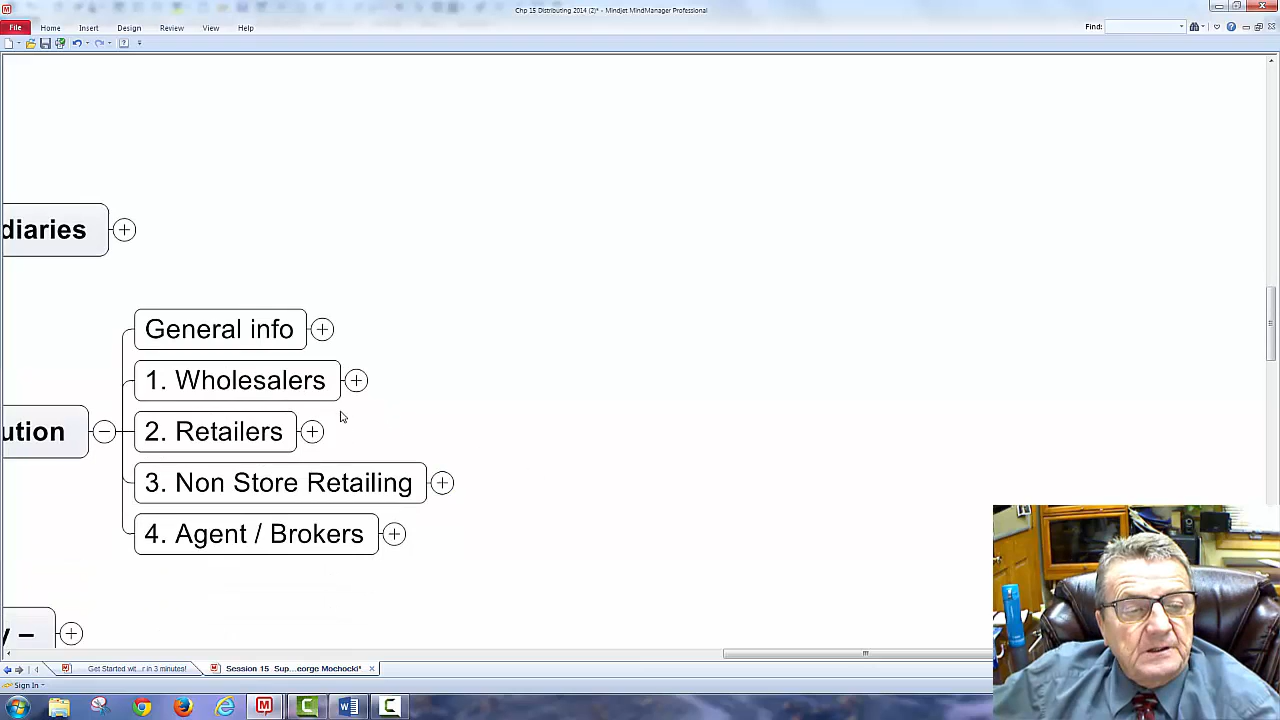 Chp 15 Distributing 2014 (2)* - Mindjet MindManager Professional
File Home Insert Design Review View Help Find:
diaries
General info
1. Wholesalers
ution
2. Retailers
3. Non Store Retailing
4. Agent / Brokers
y –
Get Started wit...r in 3 minutes! Session 15 Sup...eorge Mochocki*
Sign In